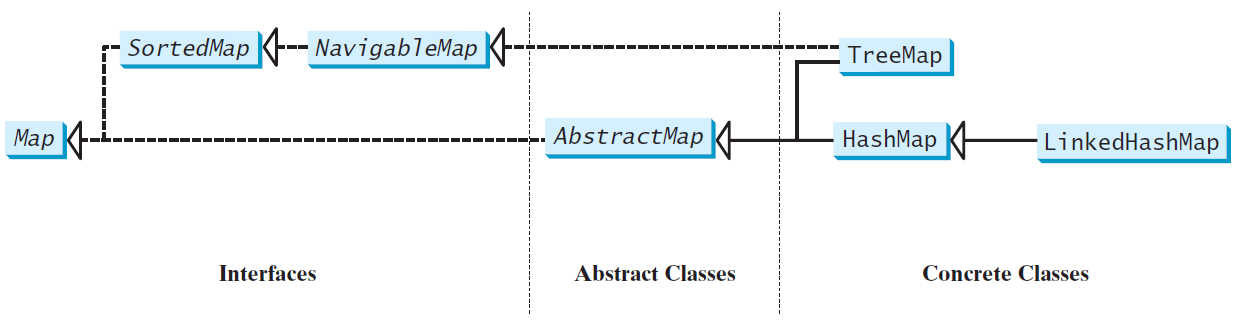 SortedMap
NavigableMap
TreeMap
Map
AbstractMap
HashMap
LinkedHashMap
Interfaces
Abstract Classes
Concrete Classes